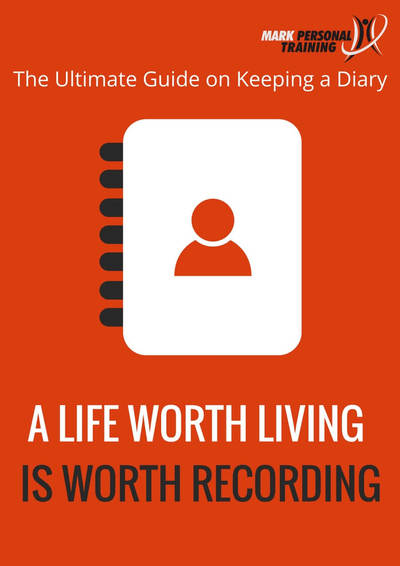 MARK PERSONAL
TRAINING
The Ultimate Guide on Keeping a Diary
A LIFE WORTH LIVING
IS WORTH RECORDING